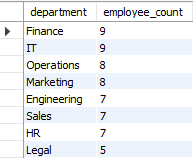 department employee_count
Finance 9
IT 9
Operations 8
Marketing 8
Engineering 7
Sales 7
HR 7
Legal 5